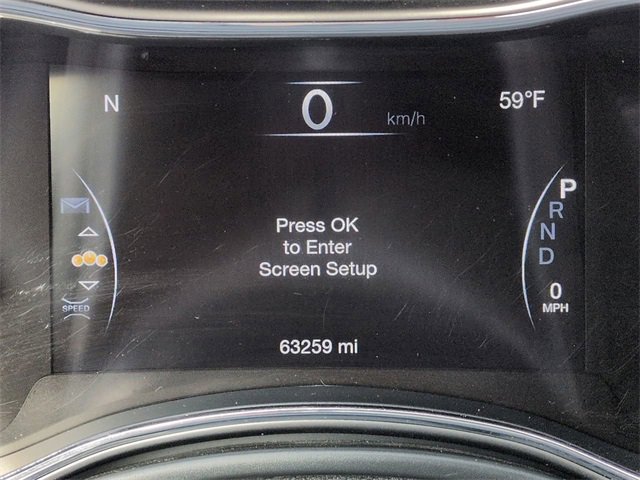 N
0 km/h
59°F
P
R
N
D
0
MPH
SPEED
Press OK
to Enter
Screen Setup
63259 mi